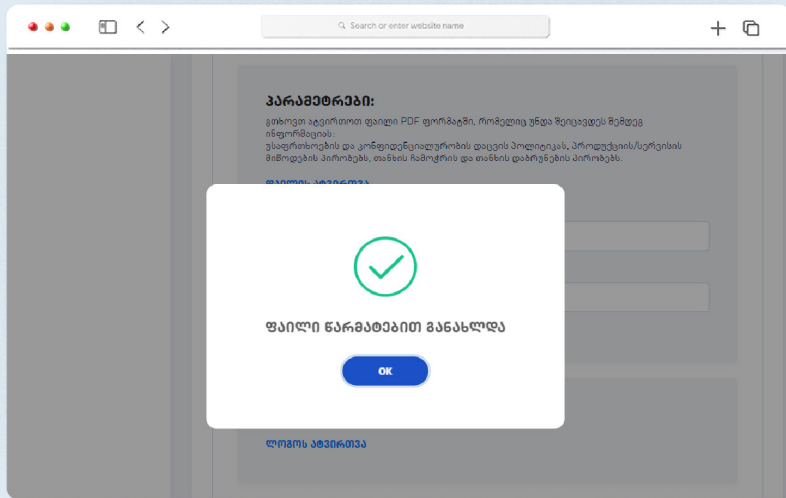 Search or enter website name
პარამეტრები:
გთხოვთ ატვირთოთ ფაილი PDF ფორმატში, რომელიც უნდა შეიცავდეს შემდეგ
ინფორმაციას:
უსაფრთხოების და კონფიდენციალურობის დაცვის პოლიტიკას, პროდუქციის/სერვისის
მიწოდების პირობებს, თანხის ჩამოჭრის და თანხის დაბრუნების პირობებს.
ფაილის ატვირთვა
ფაილი წარმატებით განახლდა
OK
ლოგოს ატვირთვა